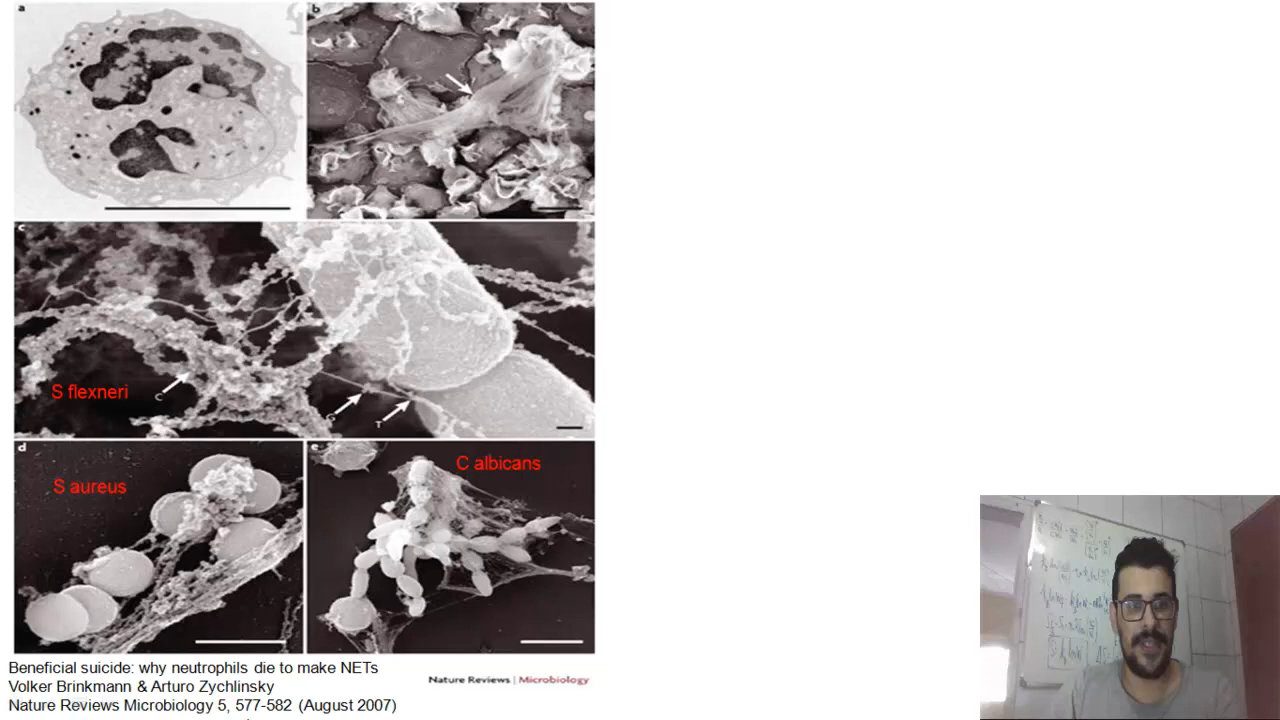 a
b
c
S flexneri
C
G
T
d
S aureus
e
C albicans
Beneficial suicide: why neutrophils die to make NETs
Volker Brinkmann & Arturo Zychlinsky
Nature Reviews Microbiology 5, 577-582 (August 2007)
Nature Reviews | Microbiology